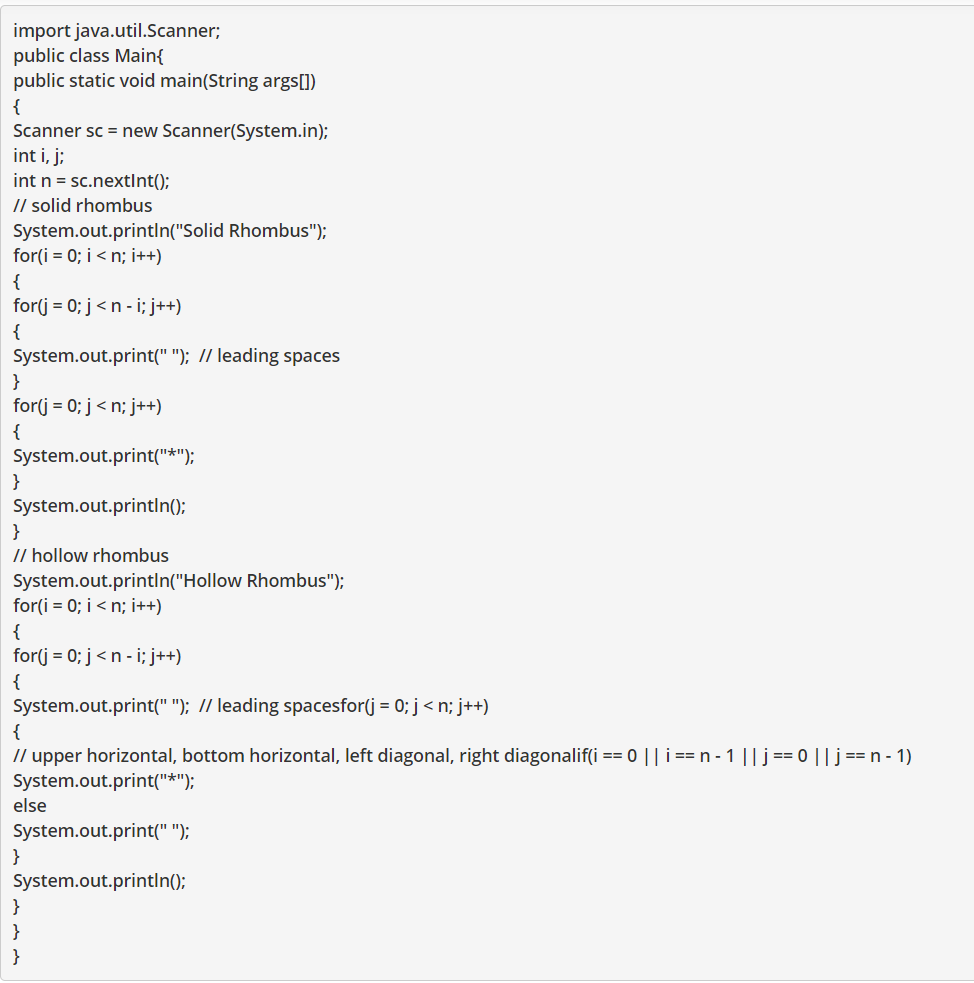 import java.util.Scanner;
public class Main{
public static void main(String args[])
{
Scanner sc = new Scanner(System.in);
int i, j;
int n = sc.nextInt();
// solid rhombus
System.out.println("Solid Rhombus");
for(i = 0; i < n; i++)
{
for(j = 0; j < n - i; j++)
{
System.out.print(" ");  // leading spaces
}
for(j = 0; j < n; j++)
{
System.out.print("*");
}
System.out.println();
}
// hollow rhombus
System.out.println("Hollow Rhombus");
for(i = 0; i < n; i++)
{
for(j = 0; j < n - i; j++)
{
System.out.print(" ");  // leading spacesfor(j = 0; j < n; j++)
{
// upper horizontal, bottom horizontal, left diagonal, right diagonalif(i == 0 || i == n - 1 || j == 0 || j == n - 1)
System.out.print("*");
else
System.out.print(" ");
}
System.out.println();
}
}
}